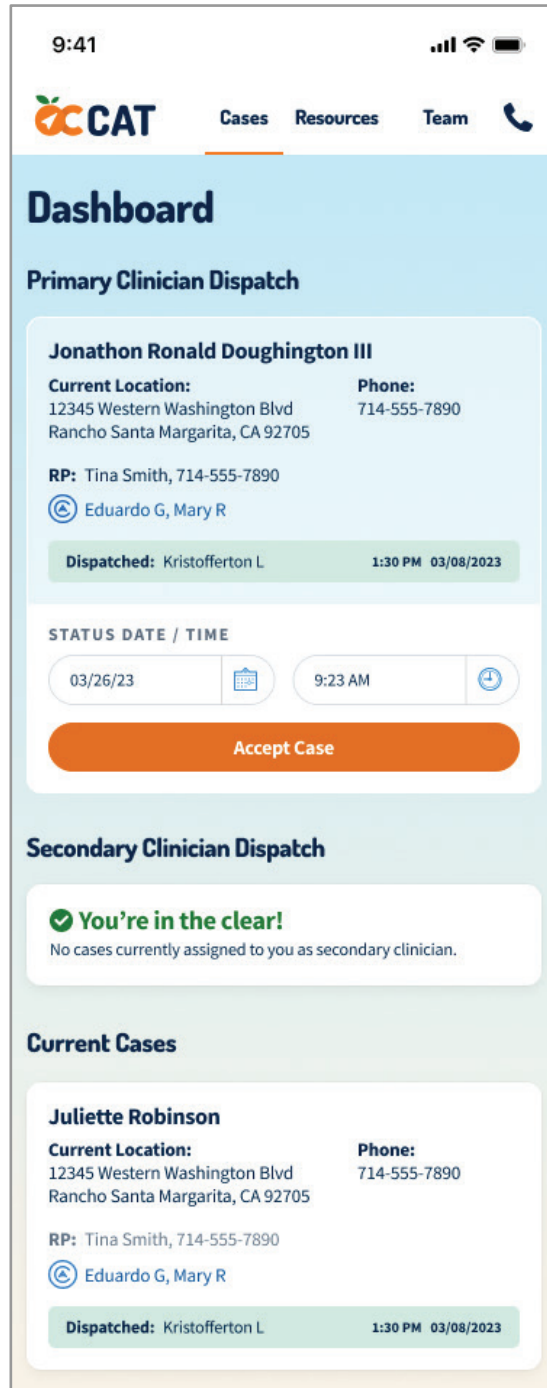 9:41
OC CAT Cases Resources Team
Dashboard
Primary Clinician Dispatch
Jonathon Ronald Doughington III
Current Location: Phone:
12345 Western Washington Blvd 714-555-7890
Rancho Santa Margarita, CA 92705
RP: Tina Smith, 714-555-7890
Eduardo G, Mary R
Dispatched: Kristofferton L 1:30 PM 03/08/2023
STATUS DATE / TIME
03/26/23 9:23 AM
Accept Case
Secondary Clinician Dispatch
You're in the clear!
No cases currently assigned to you as secondary clinician.
Current Cases
Juliette Robinson
Current Location: Phone:
12345 Western Washington Blvd 714-555-7890
Rancho Santa Margarita, CA 92705
RP: Tina Smith, 714-555-7890
Eduardo G, Mary R
Dispatched: Kristofferton L 1:30 PM 03/08/2023